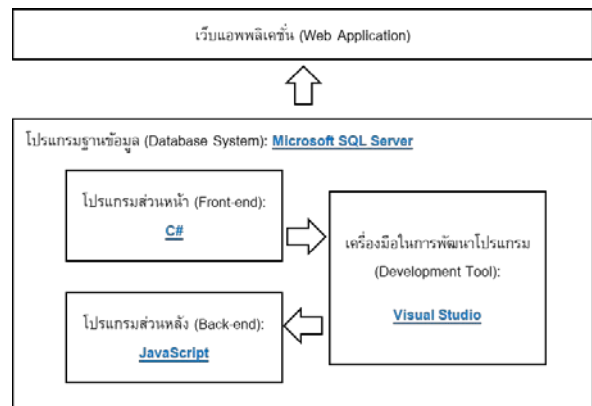 เว็บแอพพลิเคชั่น (Web Application)
โปรแกรมฐานข้อมูล (Database System): Microsoft SQL Server
โปรแกรมส่วนหน้า (Front-end):
C#
เครื่องมือในการพัฒนาโปรแกรม
(Development Tool):
Visual Studio
โปรแกรมส่วนหลัง (Back-end):
JavaScript